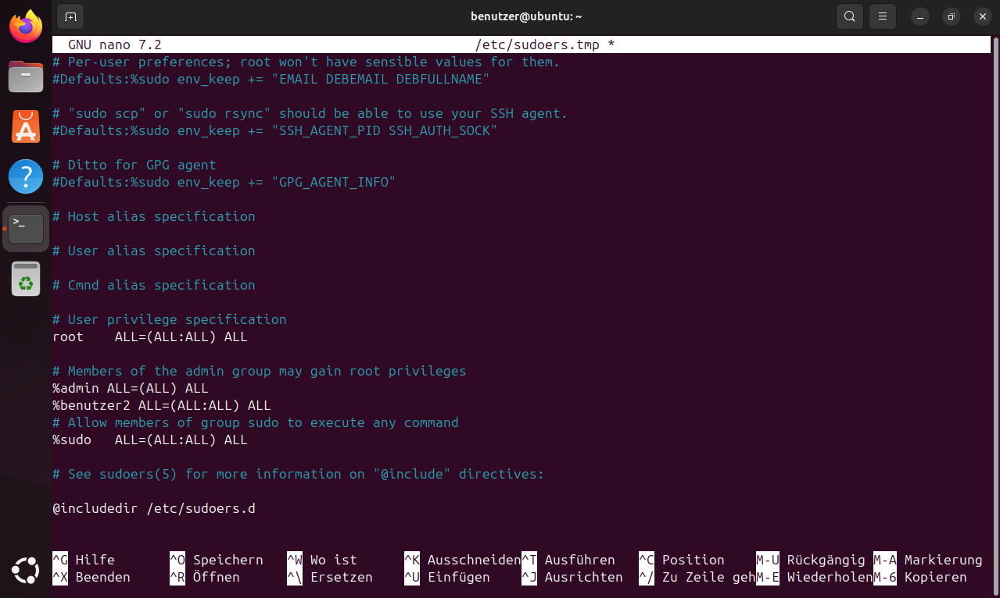 benutzer@ubuntu: ~
GNU nano 7.2 /etc/sudoers.tmp *
# Per-user preferences; root won't have sensible values for them.
#Defaults:%sudo env_keep += "EMAIL DEBEMAIL DEBFULLNAME"
# "sudo scp" or "sudo rsync" should be able to use your SSH agent.
#Defaults:%sudo env_keep += "SSH_AGENT_PID SSH_AUTH_SOCK"
# Ditto for GPG agent
#Defaults:%sudo env_keep += "GPG_AGENT_INFO"
# Host alias specification
# User alias specification
# Cmnd alias specification
# User privilege specification
root    ALL=(ALL:ALL) ALL
# Members of the admin group may gain root privileges
%admin ALL=(ALL) ALL
%benutzer2 ALL=(ALL:ALL) ALL
# Allow members of group sudo to execute any command
%sudo   ALL=(ALL:ALL) ALL
# See sudoers(5) for more information on "@include" directives:
@includedir /etc/sudoers.d
^G Hilfe ^O Speichern ^W Wo ist ^K Ausschneiden ^T Ausführen ^C Position M-U Rückgängig M-A Markierung
^X Beenden ^R Öffnen ^\ Ersetzen ^U Einfügen ^J Ausrichten ^/ Zu Zeile geh M-E Wiederholen M-6 Kopieren